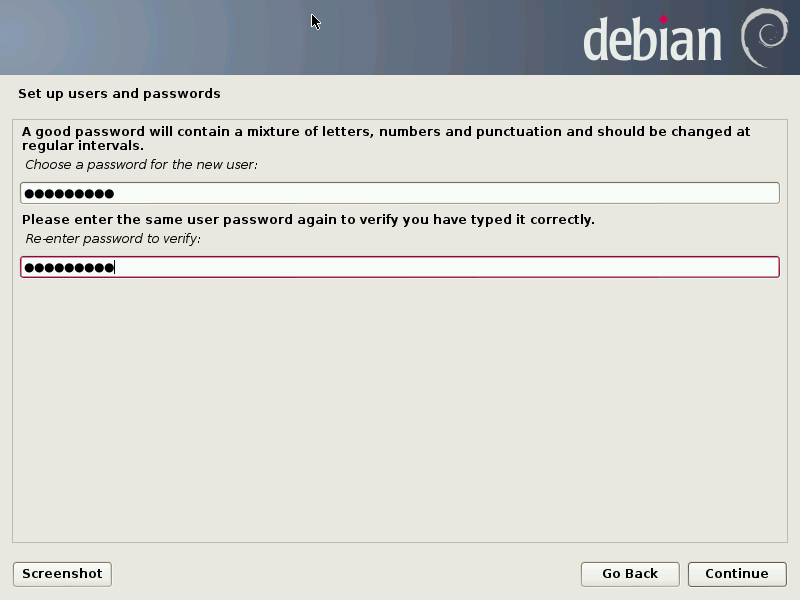 debian
Set up users and passwords
A good password will contain a mixture of letters, numbers and punctuation and should be changed at
regular intervals.
Choose a password for the new user:
●●●●●●●●●
Please enter the same user password again to verify you have typed it correctly.
Re-enter password to verify:
●●●●●●●●●
Screenshot
Go Back
Continue